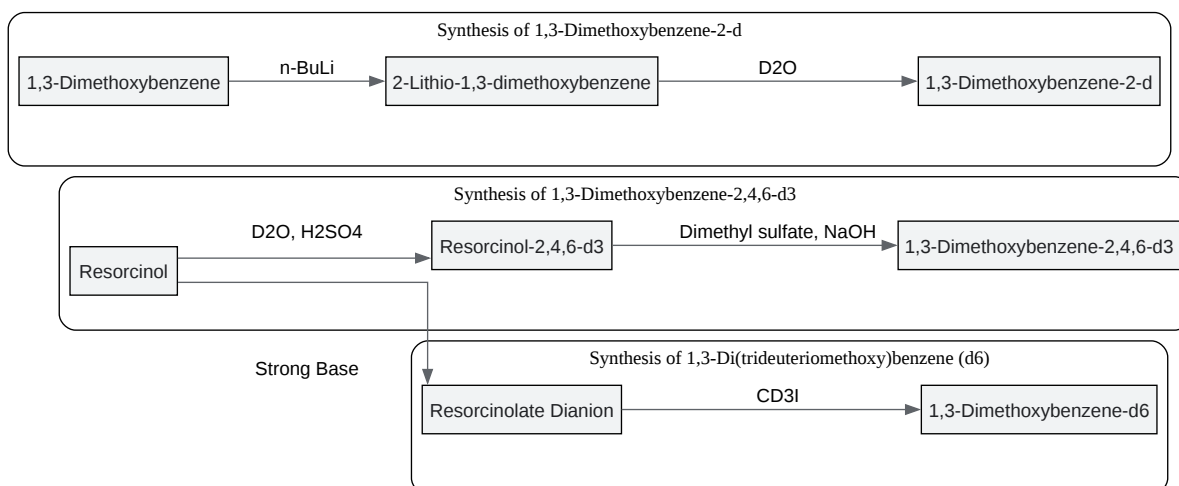 Synthesis of 1,3-Dimethoxybenzene-2-d
1,3-Dimethoxybenzene
n-BuLi
2-Lithio-1,3-dimethoxybenzene
D2O
1,3-Dimethoxybenzene-2-d
Synthesis of 1,3-Dimethoxybenzene-2,4,6-d3
Resorcinol
D2O, H2SO4
Resorcinol-2,4,6-d3
Dimethyl sulfate, NaOH
1,3-Dimethoxybenzene-2,4,6-d3
Strong Base
Synthesis of 1,3-Di(trideuteriomethoxy)benzene (d6)
Resorcinolate Dianion
CD3I
1,3-Dimethoxybenzene-d6